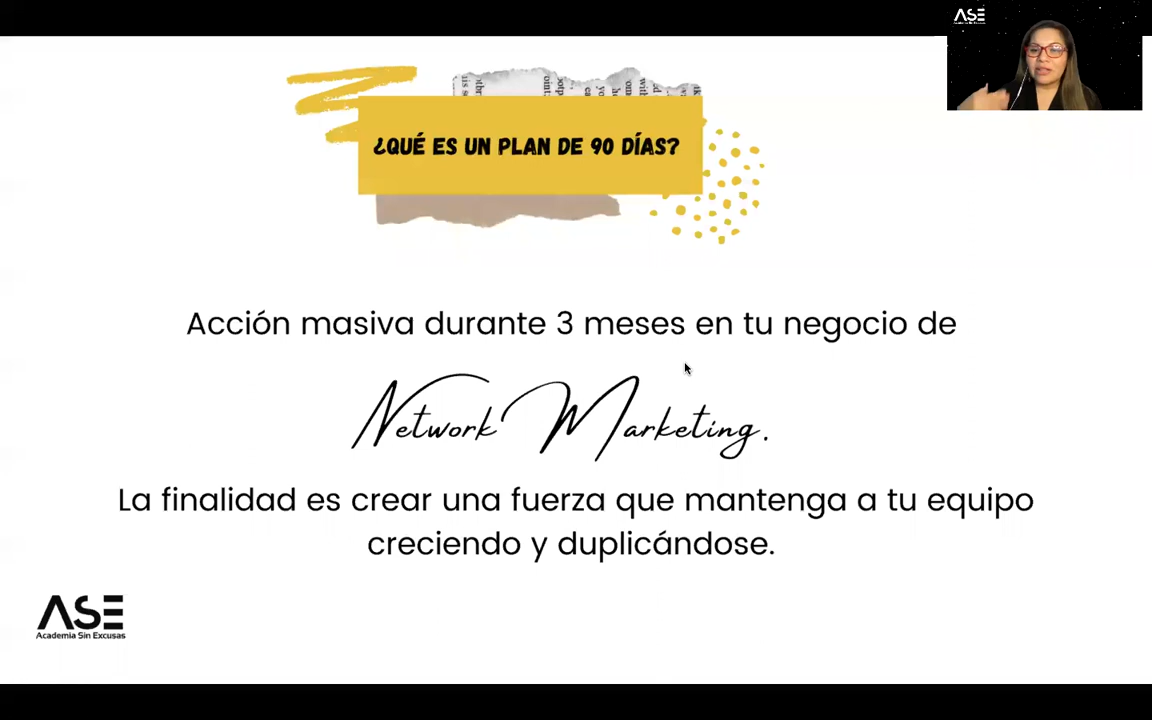 ASE
¿QUÉ ES UN PLAN DE 90 DÍAS?
Acción masiva durante 3 meses en tu negocio de
Network Marketing.
La finalidad es crear una fuerza que mantenga a tu equipo
creciendo y duplicándose.
ASE
Academia Sin Excusas